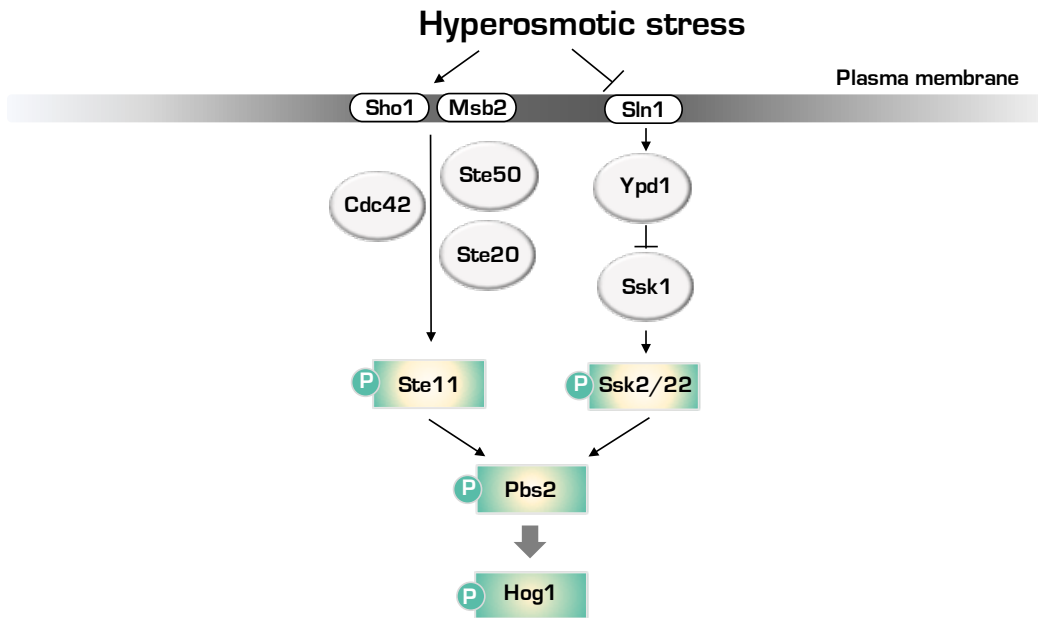 Hyperosmotic stress
Plasma membrane
Sho1
Msb2
Sln1
Ste50
Ypd1
Cdc42
Ste20
Ssk1
P
Ste11
P
Ssk2/22
P
Pbs2
P
Hog1